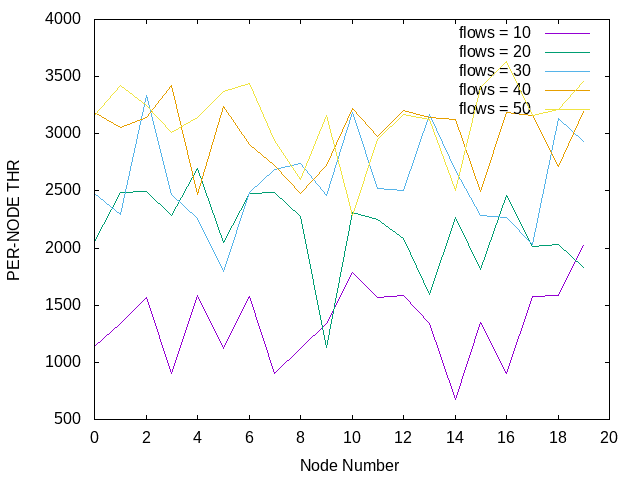 4000
3500
3000
2500
2000
1500
1000
500
PER-NODE THR
flows = 10
flows = 20
flows = 30
flows = 40
flows = 50
0 2 4 6 8 10 12 14 16 18 20
Node Number